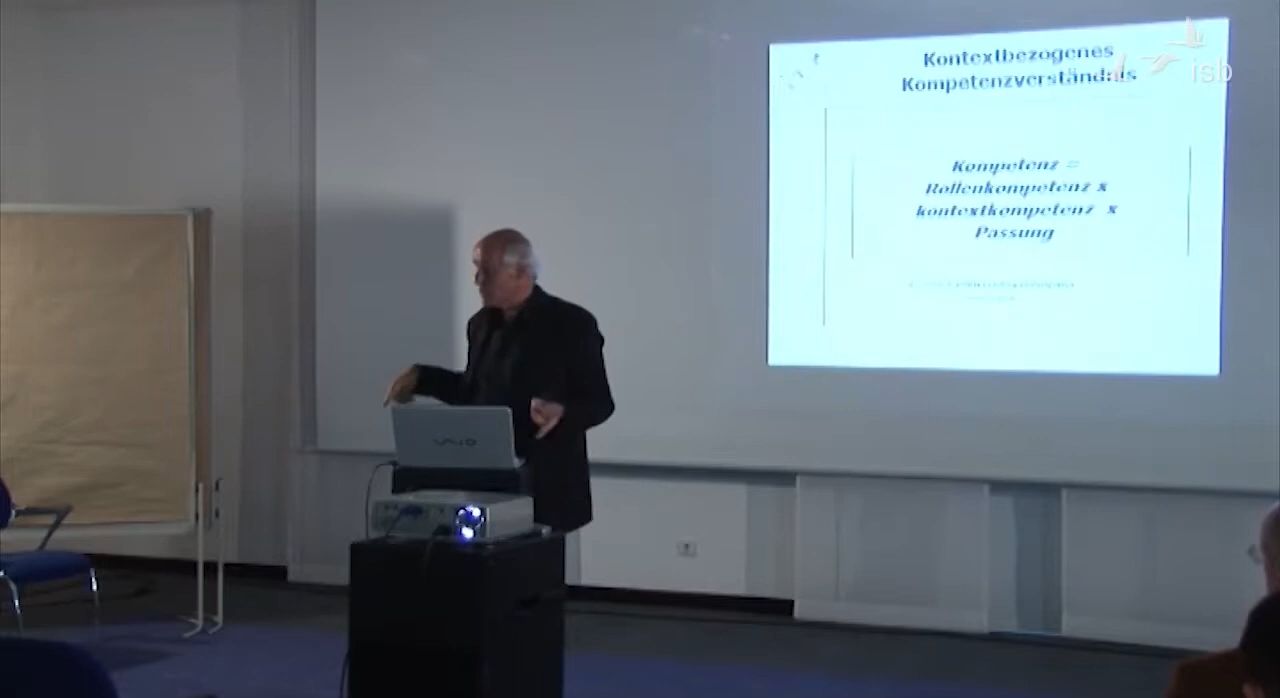 Kontextbezogenes
Kompetenzverständnis
isb
Kompetenz =
Rollenkompetenz x
kontextkompetenz x
Passung
VAIO